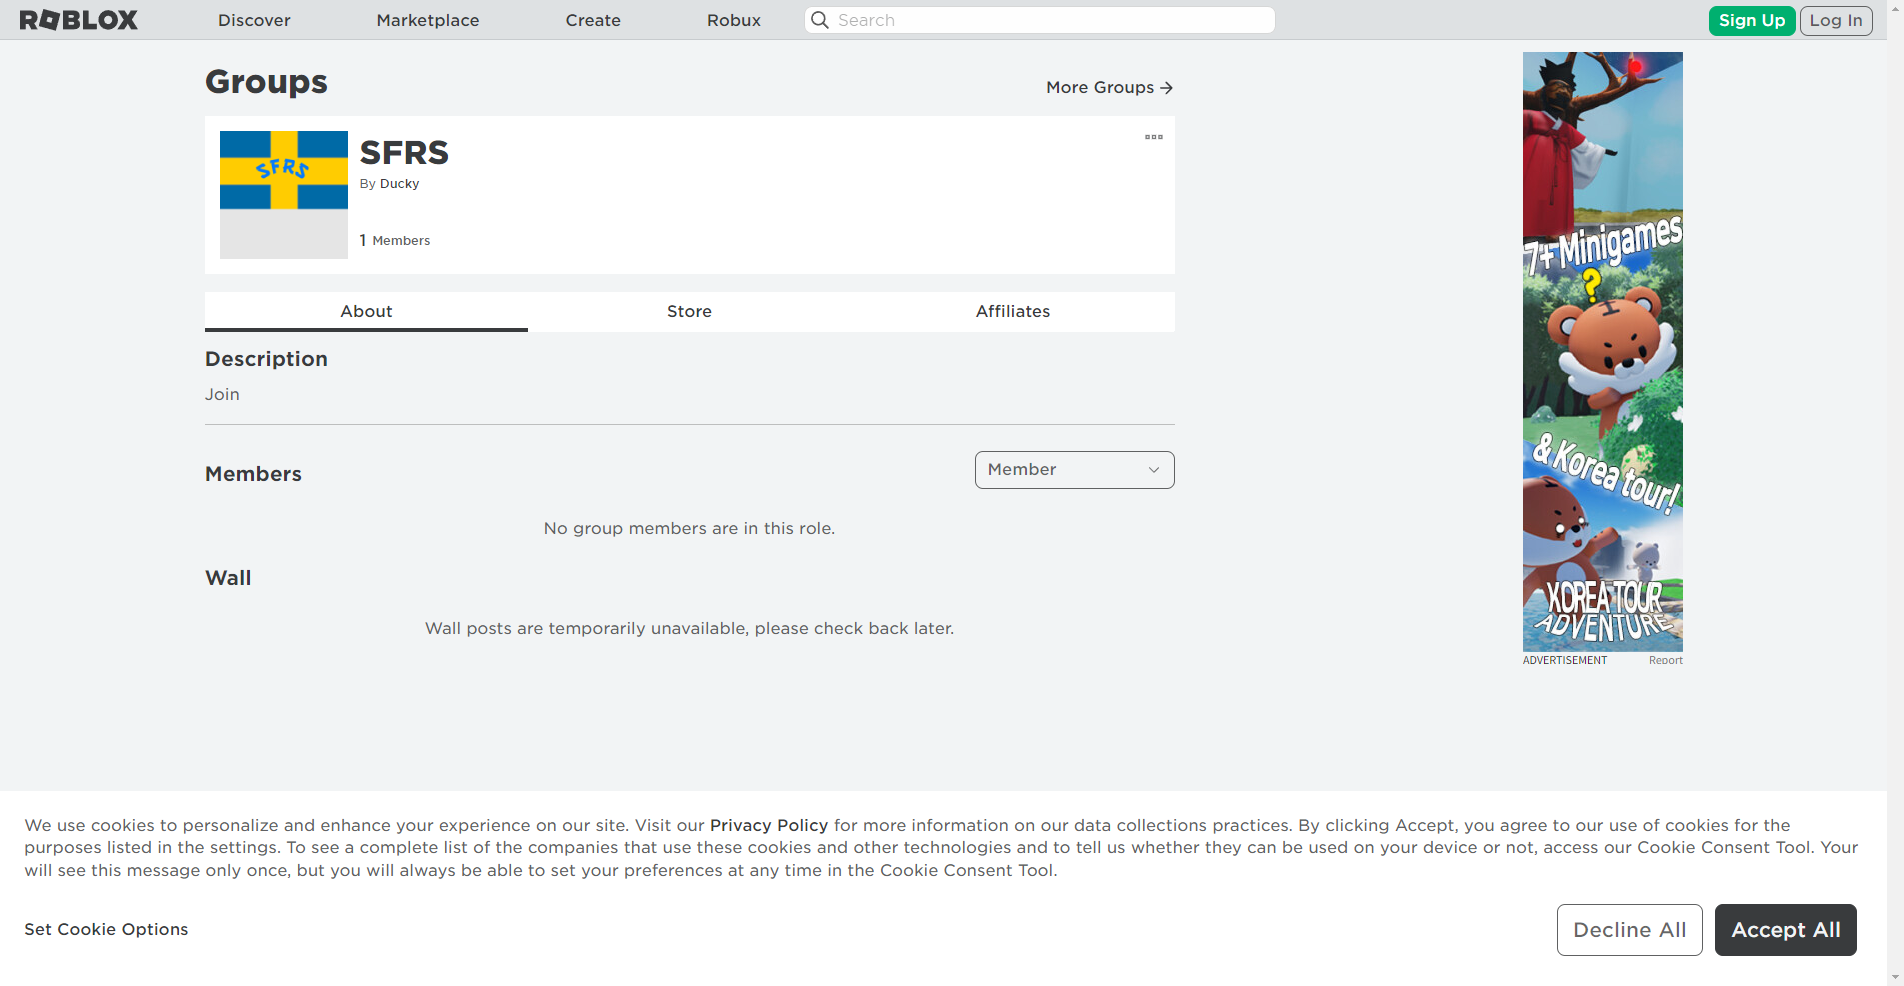 ROBLOX
Discover
Marketplace
Create
Robux
Search
Sign Up
Log In
Groups
More Groups
SFRS
SFRS
By Ducky
1 Members
About
Store
Affiliates
Description
Join
Members
Member
No group members are in this role.
Wall
Wall posts are temporarily unavailable, please check back later.
7+ Minigames
?
& Korea tour!
KOREA TOUR
ADVENTURE
ADVERTISEMENT
Report
We use cookies to personalize and enhance your experience on our site. Visit our Privacy Policy for more information on our data collections practices. By clicking Accept, you agree to our use of cookies for the
purposes listed in the settings. To see a complete list of the companies that use these cookies and other technologies and to tell us whether they can be used on your device or not, access our Cookie Consent Tool. Your
will see this message only once, but you will always be able to set your preferences at any time in the Cookie Consent Tool.
Set Cookie Options
Decline All
Accept All